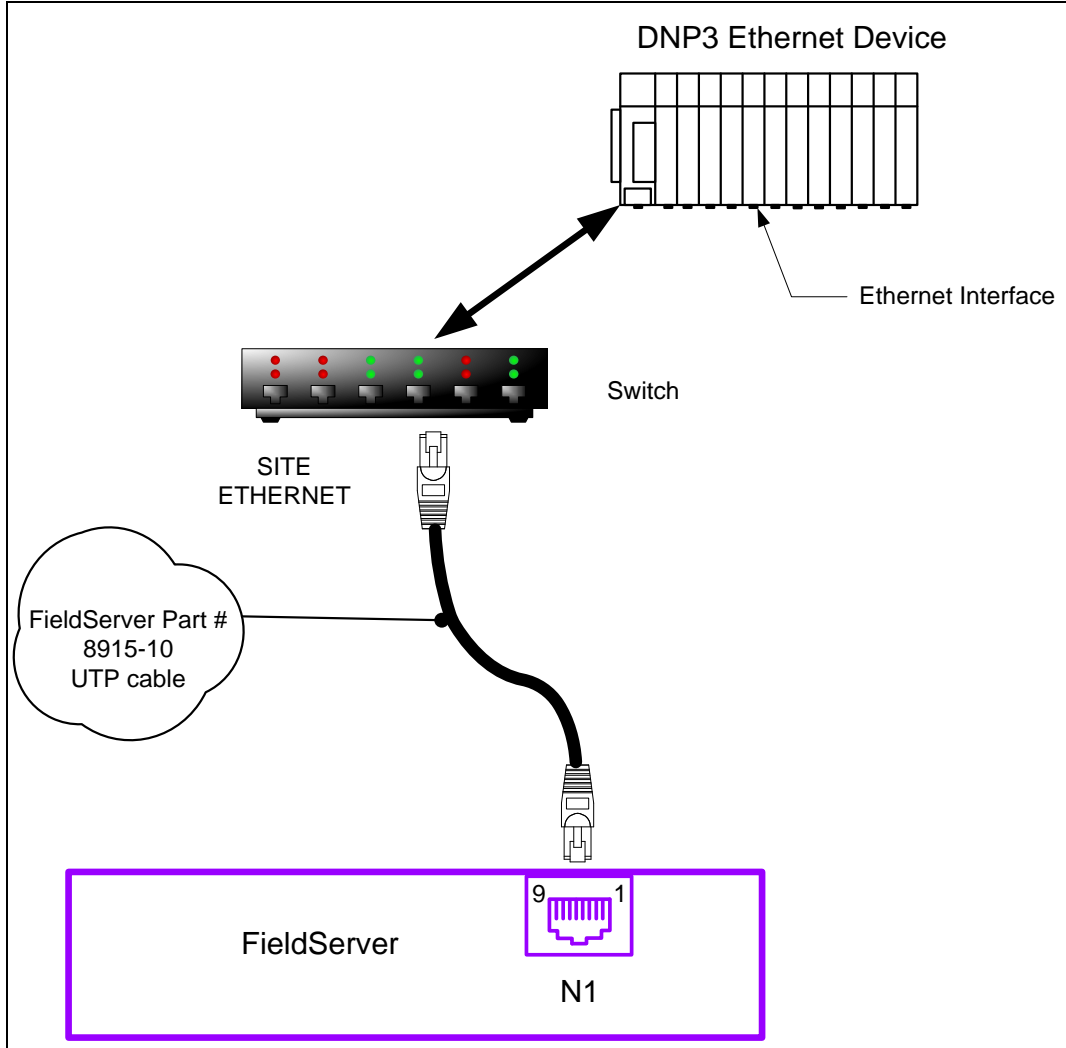 DNP3 Ethernet Device
Ethernet Interface
Switch
SITE
ETHERNET
FieldServer Part #
8915-10
UTP cable
9 1
FieldServer
N1